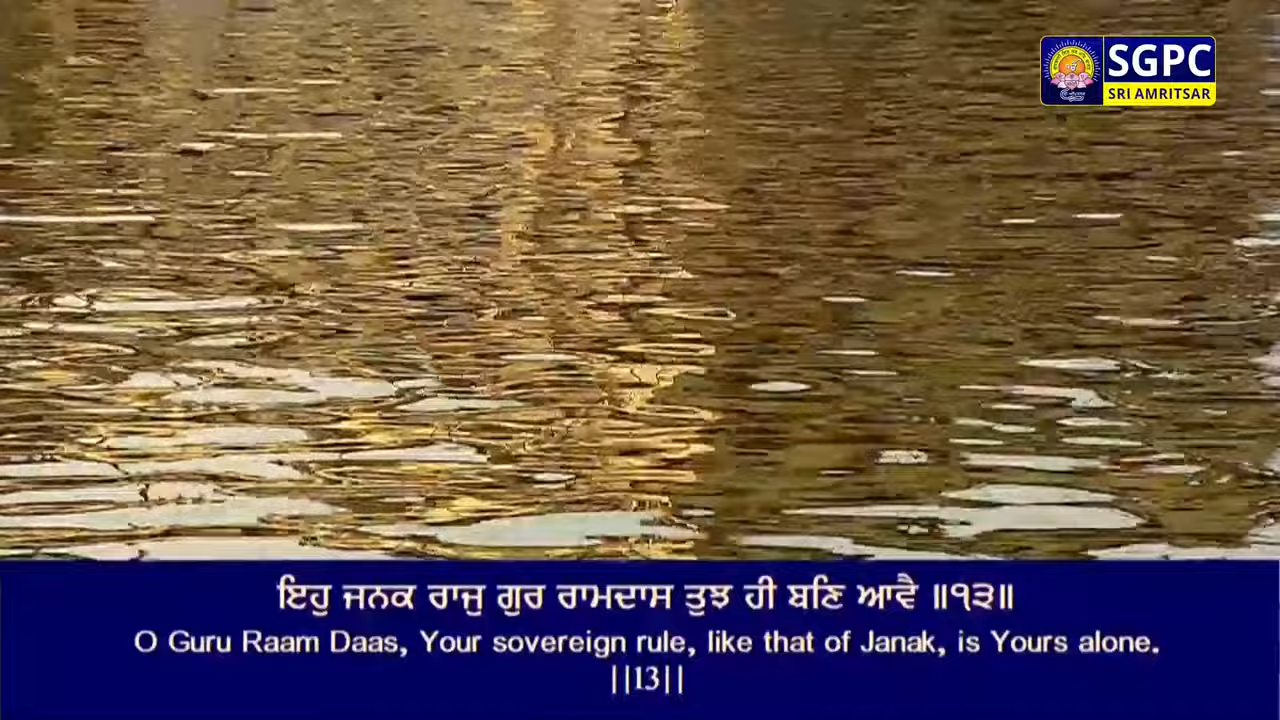 SGPC
SRI AMRITSAR
ਇਹੁ ਜਨਕ ਰਾਜੁ ਗੁਰ ਰਾਮਦਾਸ ਤੁਝ ਹੀ ਬਣਿ ਆਵੈ ॥੧੩॥
O Guru Raam Daas, Your sovereign rule, like that of Janak, is Yours alone.
||13||